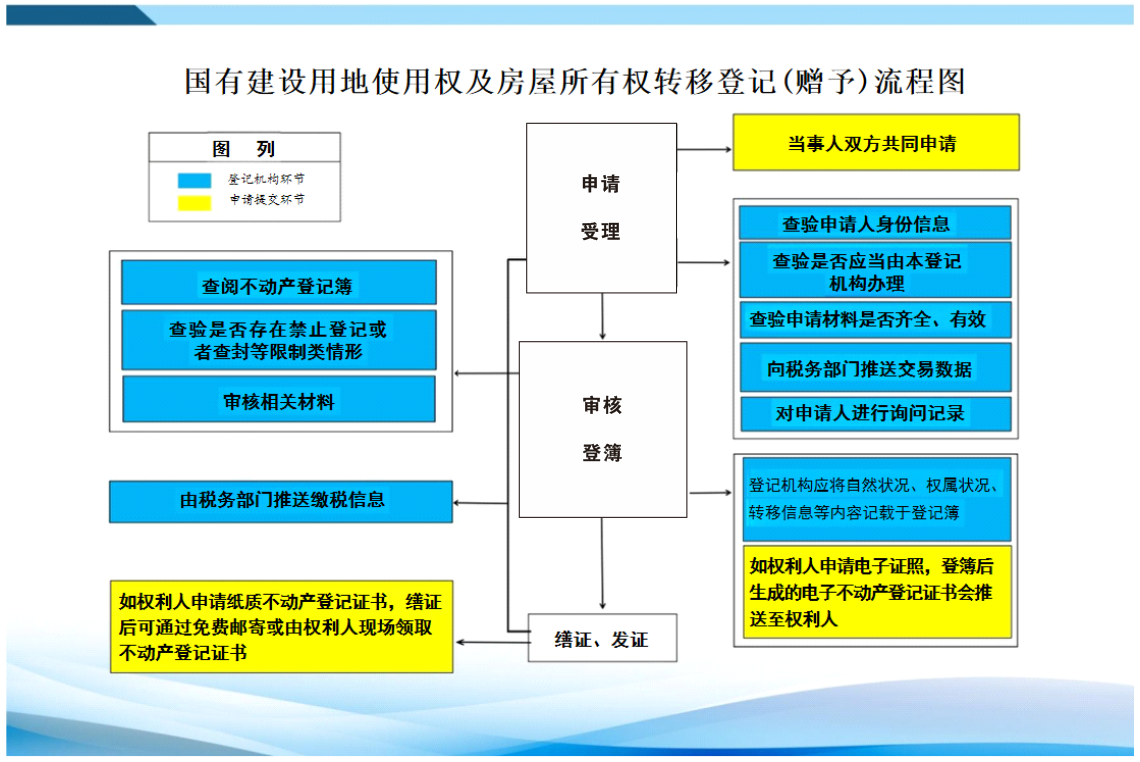 国有建设用地使用权及房屋所有权转移登记(赠予)流程图
图 列
登记机构环节
申请提交环节
申请
受理
当事人双方共同申请
查验申请人身份信息
查验是否应当由本登记
机构办理
查验申请材料是否齐全、有效
向税务部门推送交易数据
对申请人进行询问记录
查阅不动产登记簿
查验是否存在禁止登记或
者查封等限制类情形
审核相关材料
审核
登簿
由税务部门推送缴税信息
登记机构应将自然状况、权属状况、
转移信息等内容记载于登记簿
如权利人申请电子证照，登簿后
生成的电子不动产登记证书会推
送至权利人
如权利人申请纸质不动产登记证书，缮证
后可通过免费邮寄或由权利人现场领取
不动产登记证书
缮证、发证